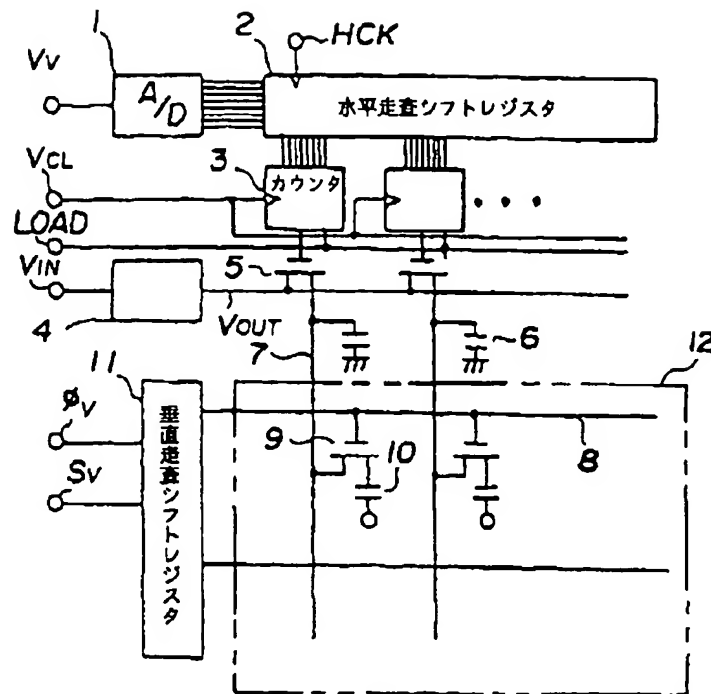 1
2
HCK
Vv
A/D
水平走査シフトレジスタ
VCL
3
カウンタ
LOAD
VIN
5
4
VOUT
7
6
11
12
φv
Sv
垂直走査シフトレジスタ
9
10
8